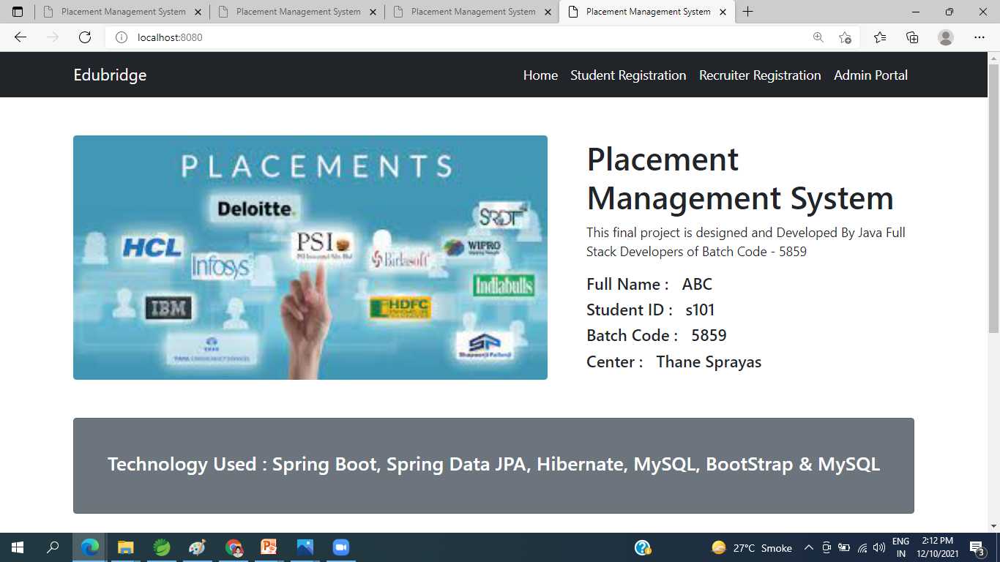 Placement Management System
Placement Management System
Placement Management System
Placement Management System
localhost:8080
Edubridge
Home Student Registration Recruiter Registration Admin Portal
PLACEMENTS
Deloitte.
SRDT
HCL
Infosys
PSI
Birlasoft
WIPRO
Indiabulls
IBM
HDFC
TATA
SP
Shapoorji Pallonji
Placement
Management System
This final project is designed and Developed By Java Full
Stack Developers of Batch Code - 5859
Full Name : ABC
Student ID : s101
Batch Code : 5859
Center : Thane Sprayas
Technology Used : Spring Boot, Spring Data JPA, Hibernate, MySQL, BootStrap & MySQL
27°C Smoke
ENG
IN
2:12 PM
12/10/2021
3